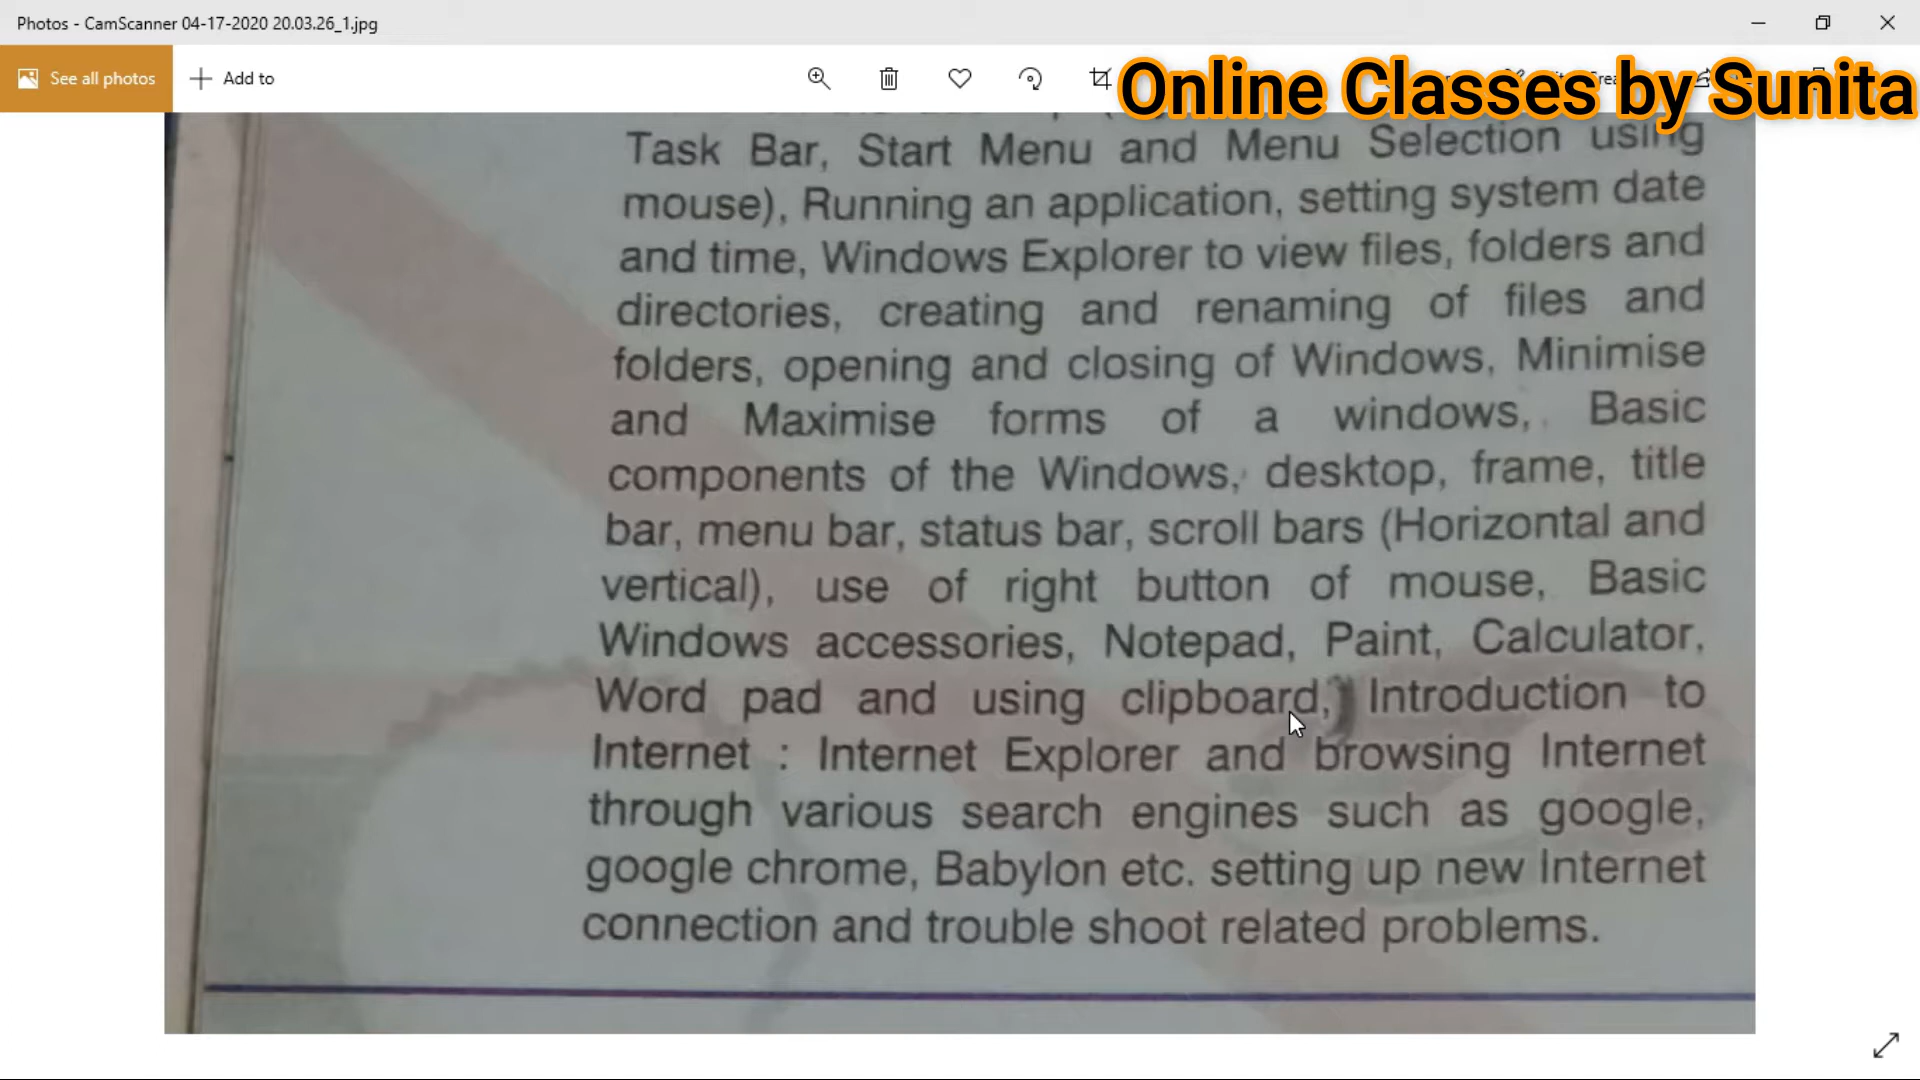 Photos - CamScanner 04-17-2020 20.03.26_1.jpg
See all photos
Add to
Online Classes by Sunita
Task Bar, Start Menu and Menu Selection using
mouse), Running an application, setting system date
and time, Windows Explorer to view files, folders and
directories, creating and renaming of files and
folders, opening and closing of Windows, Minimise
and Maximise forms of a windows, Basic
components of the Windows, desktop, frame, title
bar, menu bar, status bar, scroll bars (Horizontal and
vertical), use of right button of mouse, Basic
Windows accessories, Notepad, Paint, Calculator,
Word pad and using clipboard, Introduction to
Internet : Internet Explorer and browsing Internet
through various search engines such as google,
google chrome, Babylon etc. setting up new Internet
connection and trouble shoot related problems.